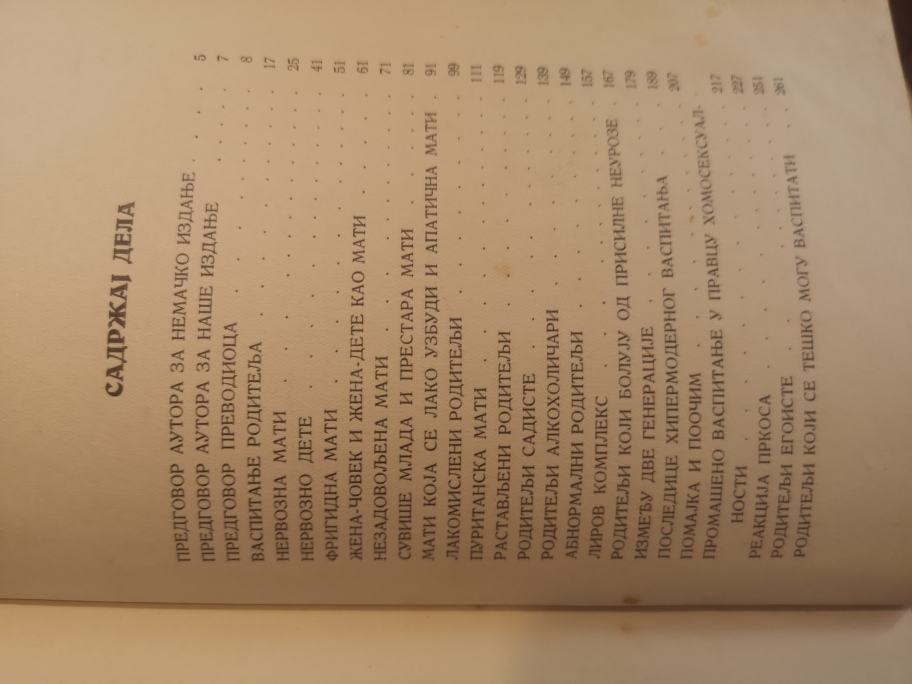 САДРЖАЈ ДЕЛА
ПРЕДГОВОР АУТОРА ЗА НЕМАЧКО ИЗДАЊЕ . . . . 5
ПРЕДГОВОР АУТОРА ЗА НАШЕ ИЗДАЊЕ . . . . 7
ПРЕДГОВОР ПРЕВОДИОЦА . . . . . . . . 8
ВАСПИТАЊЕ РОДИТЕЉА . . . . . . . . 17
НЕРВОЗНА МАТИ . . . . . . . . . . 25
НЕРВОЗНО ДЕТЕ . . . . . . . . . . 41
ФРИГИДНА МАТИ . . . . . . . . . . 51
ЖЕНА-ЧОВЕК И ЖЕНА-ДЕТЕ КАО МАТИ . . . . 61
НЕЗАДОВОЉЕНА МАТИ . . . . . . . . 71
СУВИШЕ МЛАДА И ПРЕСТАРА МАТИ . . . . . 81
МАТИ КОЈА СЕ ЛАКО УЗБУДИ И АПАТИЧНА МАТИ . 91
ЛАКОМИСЛЕНИ РОДИТЕЉИ . . . . . . . 99
ПУРИТАНСКА МАТИ . . . . . . . . . 111
РАСТАВЉЕНИ РОДИТЕЉИ . . . . . . . 119
РОДИТЕЉИ САДИСТЕ . . . . . . . . 129
РОДИТЕЉИ АЛКОХОЛИЧАРИ . . . . . . . 139
АБНОРМАЛНИ РОДИТЕЉИ . . . . . . . 149
ЛИРОВ КОМПЛЕКС . . . . . . . . . 157
РОДИТЕЉИ КОЈИ БОЛУЈУ ОД ПРИСИЛНЕ НЕУРОЗЕ . 167
ИЗМЕЂУ ДВЕ ГЕНЕРАЦИЈЕ . . . . . . . 179
ПОСЛЕДИЦЕ ХИПЕРМОДЕРНОГ ВАСПИТАЊА . . . 189
ПОМАЈКА И ПООЧИМ . . . . . . . . 207
ПРОМАШЕНО ВАСПИТАЊЕ У ПРАВЦУ ХОМОСЕКСУАЛ-
НОСТИ . . . . . . . . . . . 217
РЕАКЦИЈА ПРКОСА . . . . . . . . . 227
РОДИТЕЉИ ЕГОИСТЕ . . . . . . . . 251
РОДИТЕЉИ КОЈИ СЕ ТЕШКО МОГУ ВАСПИТАТИ . . 261